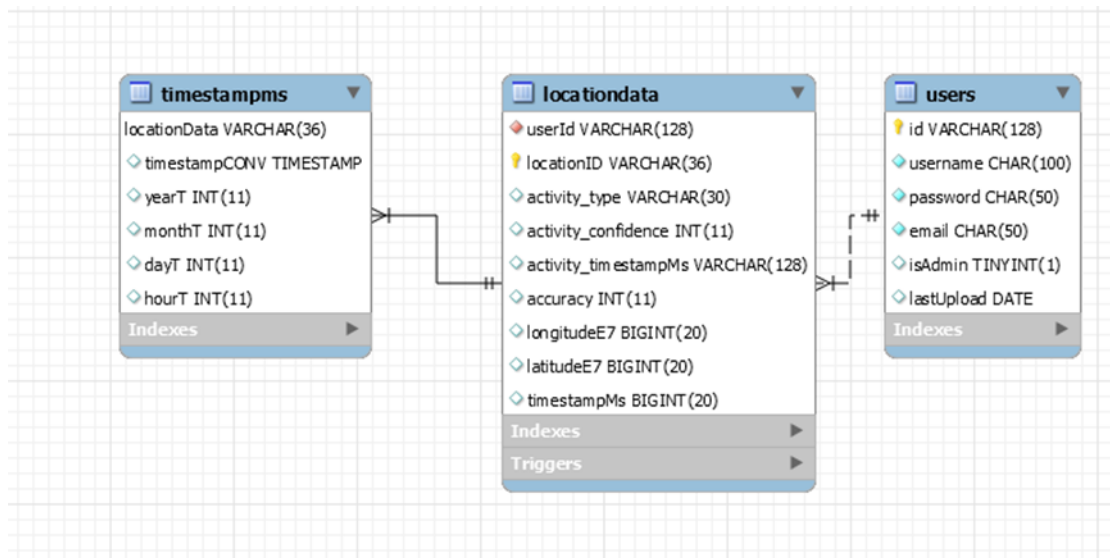 timestampms
locationData VARCHAR(36)
timestampCONV TIMESTAMP
yearT INT(11)
monthT INT(11)
dayT INT(11)
hourT INT(11)
Indexes
locationdata
userId VARCHAR(128)
locationID VARCHAR(36)
activity_type VARCHAR(30)
activity_confidence INT(11)
activity_timestampMs VARCHAR(128)
accuracy INT(11)
longitudeE7 BIGINT(20)
latitudeE7 BIGINT(20)
timestampMs BIGINT(20)
Indexes
Triggers
users
id VARCHAR(128)
username CHAR(100)
password CHAR(50)
email CHAR(50)
isAdmin TINYINT(1)
lastUpload DATE
Indexes